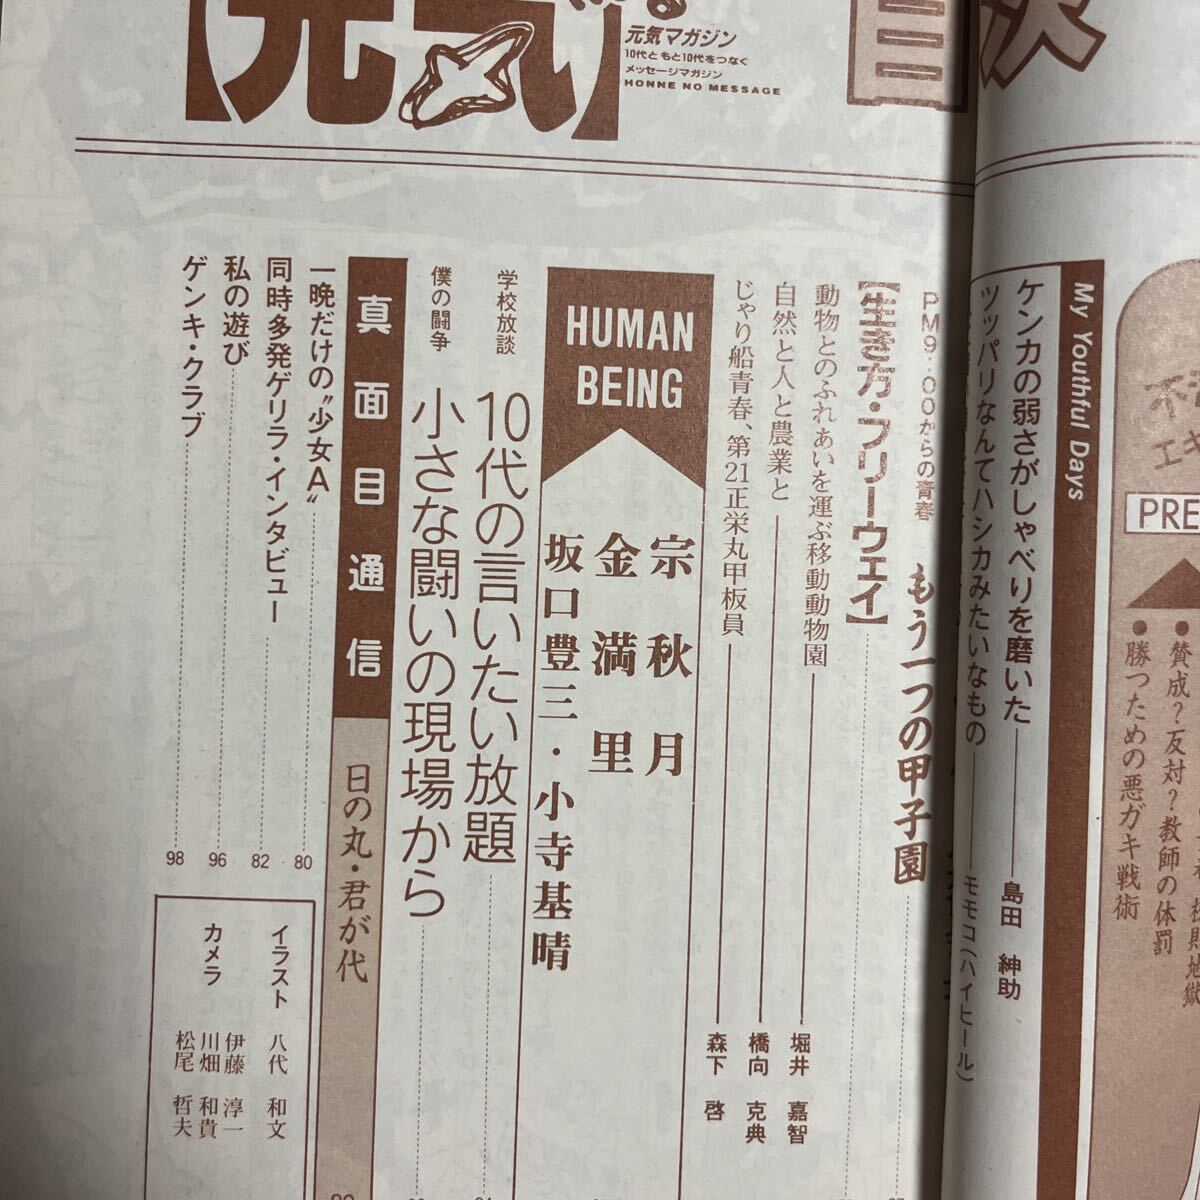 目次
【元気】
元気マガジン
10代ともと10代をつなぐ
メッセージマガジン
HONNE NO MESSAGE
PRE
●賛成?反対?教師の体罰
●勝つための悪ガキ戦術
My Youthful Days
ケンカの弱さがしゃべりを磨いた
島田 紳助
ツッパリなんてハシカみたいなもの
モモコ(ハイヒール)
PM9:00からの青春
もう一つの甲子園
【生き方・フリーウェイ】
動物とのふれあいを運ぶ移動動物園
堀井 嘉智
自然と人と農業と
橋向 克典
じゃり船青春、第21正栄丸甲板員
森下 啓
HUMAN
BEING
宗秋月
金満里
坂口豊三・小寺基晴
学校放談
10代の言いたい放題
僕の闘争
小さな闘いの現場から
真面目通信
日の丸・君が代
一晩だけの〝少女A〟
80
同時多発ゲリラ・インタビュー
82
私の遊び
96
ゲンキ・クラブ
98
イラスト
八代 和文
伊藤 淳一
カメラ
川畑 和貴
松尾 哲夫